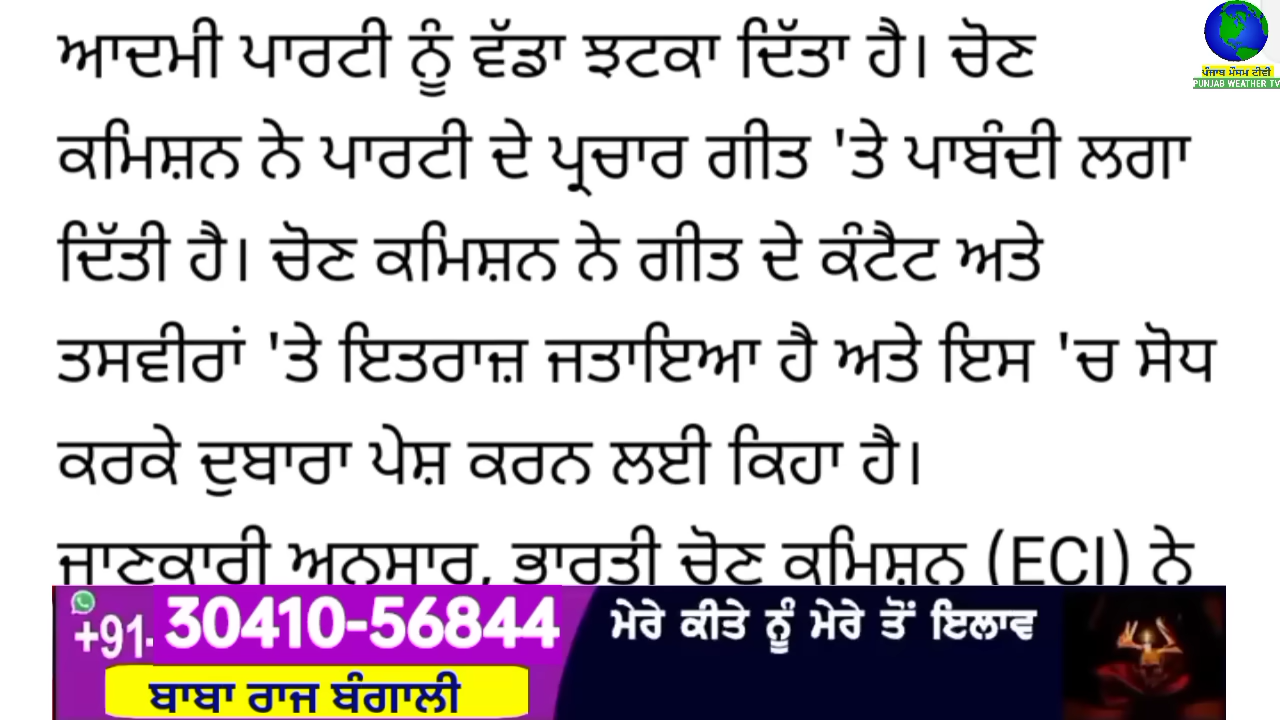 ਆਦਮੀ ਪਾਰਟੀ ਨੂੰ ਵੱਡਾ ਝਟਕਾ ਦਿੱਤਾ ਹੈ। ਚੋਣ
ਕਮਿਸ਼ਨ ਨੇ ਪਾਰਟੀ ਦੇ ਪ੍ਰਚਾਰ ਗੀਤ 'ਤੇ ਪਾਬੰਦੀ ਲਗਾ
ਦਿੱਤੀ ਹੈ। ਚੋਣ ਕਮਿਸ਼ਨ ਨੇ ਗੀਤ ਦੇ ਕੰਟੈਟ ਅਤੇ
ਤਸਵੀਰਾਂ 'ਤੇ ਇਤਰਾਜ਼ ਜਤਾਇਆ ਹੈ ਅਤੇ ਇਸ 'ਚ ਸੋਧ
ਕਰਕੇ ਦੁਬਾਰਾ ਪੇਸ਼ ਕਰਨ ਲਈ ਕਿਹਾ ਹੈ।
ਜਾਣਕਾਰੀ ਅਨੁਸਾਰ, ਭਾਰਤੀ ਚੋਣ ਕਮਿਸ਼ਨ (ECI) ਨੇ
ਪੰਜਾਬ ਮੌਸਮ ਟੀਵੀ
PUNJAB WEATHER TV
+91-30410-56844
ਬਾਬਾ ਰਾਜ ਬੰਗਾਲੀ
ਮੇਰੇ ਕੀਤੇ ਨੂੰ ਮੇਰੇ ਤੋਂ ਇਲਾਵ